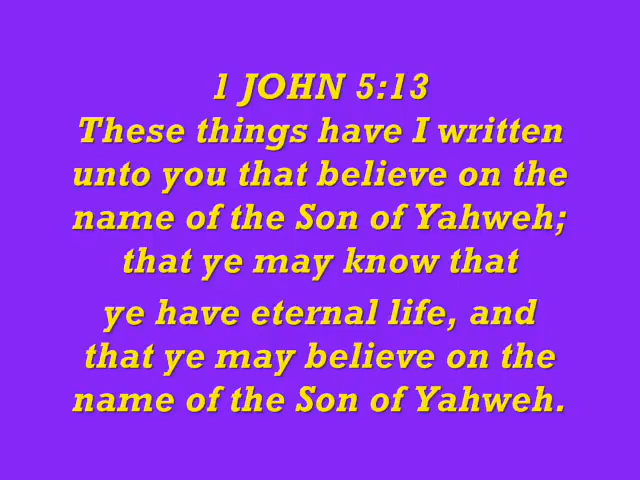 1 JOHN 5:13
These things have I written
unto you that believe on the
name of the Son of Yahweh;
that ye may know that
ye have eternal life, and
that ye may believe on the
name of the Son of Yahweh.